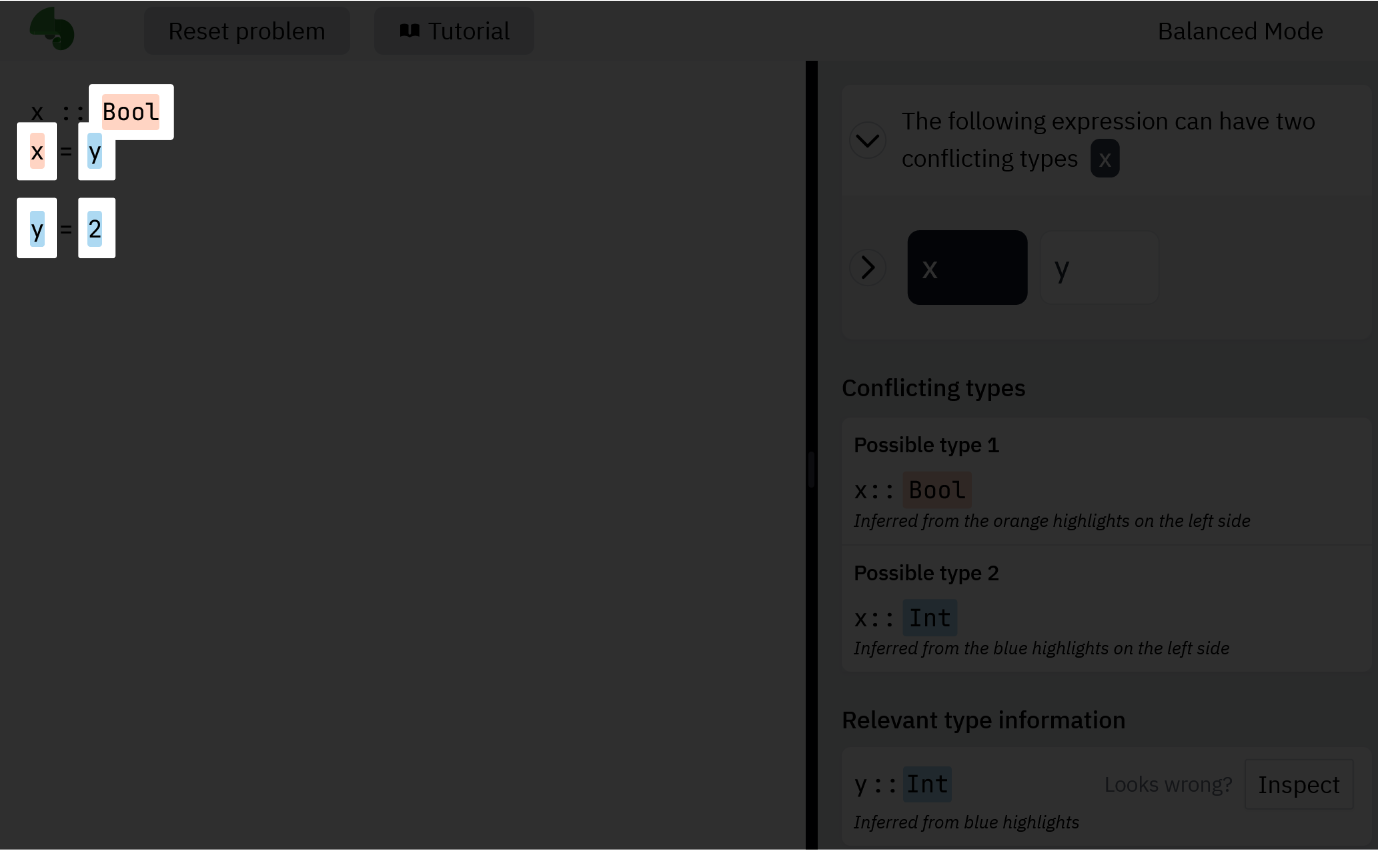 Reset problem
Tutorial
Balanced Mode
x :: Bool
x = y
y = 2
The following expression can have two
conflicting types x
x y
Conflicting types
Possible type 1
x:: Bool
Inferred from the orange highlights on the left side
Possible type 2
x:: Int
Inferred from the blue highlights on the left side
Relevant type information
y:: Int Looks wrong? Inspect
Inferred from blue highlights